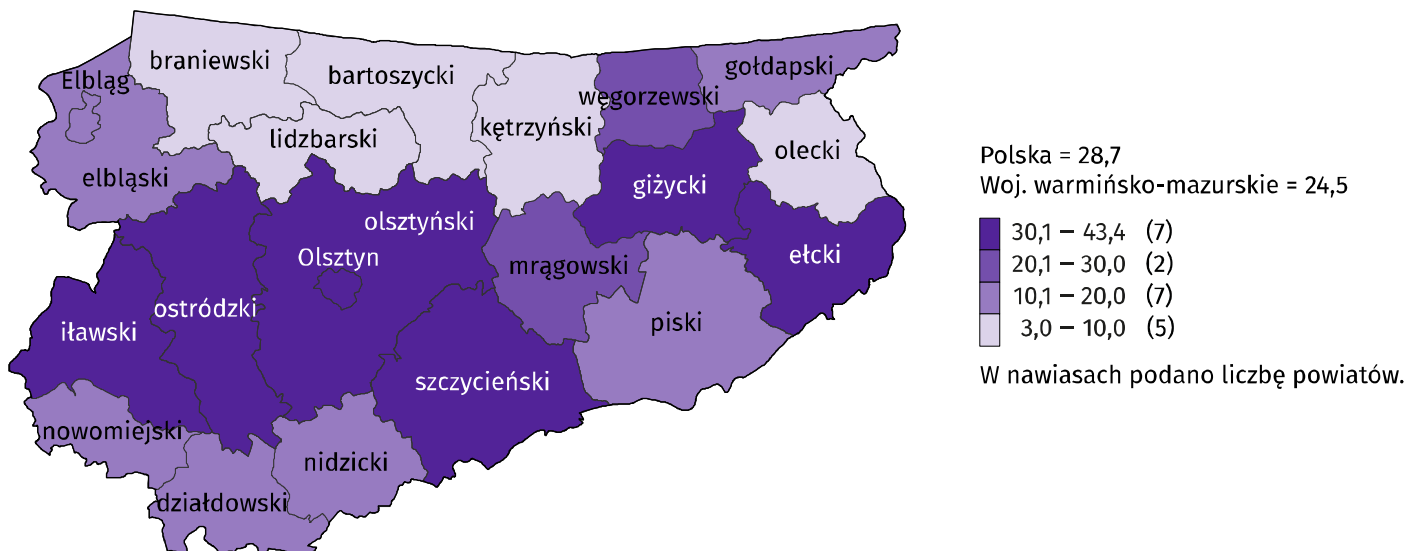 braniewski
bartoszycki
Elbląg
gołdapski
węgorzewski
kętrzyński
lidzbarski
olecki
elbląski
giżycki
olsztyński
Olsztyn
mrągowski
ełcki
ostródzki
iławski
piski
szczycieński
nowomiejski
nidzicki
działdowski
Polska = 28,7
Woj. warmińsko-mazurskie = 24,5
30,1 – 43,4 (7)
20,1 – 30,0 (2)
10,1 – 20,0 (7)
3,0 – 10,0 (5)
W nawiasach podano liczbę powiatów.